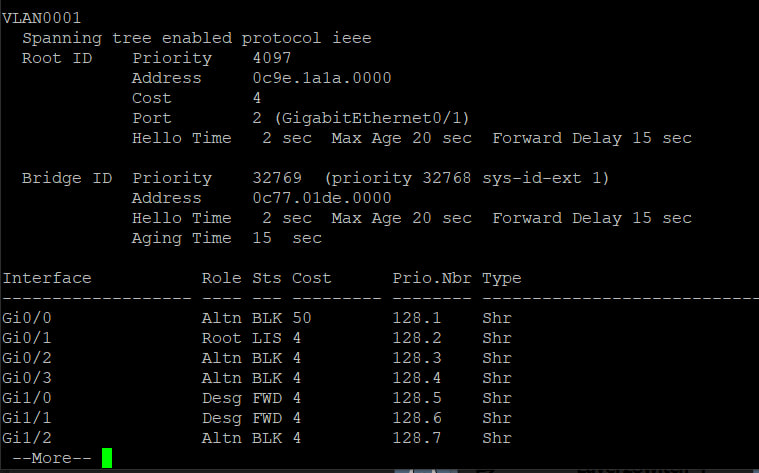 VLAN0001
  Spanning tree enabled protocol ieee
  Root ID    Priority    4097
             Address     0c9e.1a1a.0000
             Cost        4
             Port        2 (GigabitEthernet0/1)
             Hello Time   2 sec  Max Age 20 sec  Forward Delay 15 sec
  Bridge ID  Priority    32769  (priority 32768 sys-id-ext 1)
             Address     0c77.01de.0000
             Hello Time   2 sec  Max Age 20 sec  Forward Delay 15 sec
             Aging Time  15  sec
Interface           Role Sts Cost      Prio.Nbr Type
------------------- ---- --- --------- -------- ----------------------------
Gi0/0               Altn BLK 50        128.1    Shr
Gi0/1               Root LIS 4         128.2    Shr
Gi0/2               Altn BLK 4         128.3    Shr
Gi0/3               Altn BLK 4         128.4    Shr
Gi1/0               Desg FWD 4         128.5    Shr
Gi1/1               Desg FWD 4         128.6    Shr
Gi1/2               Altn BLK 4         128.7    Shr
 --More--